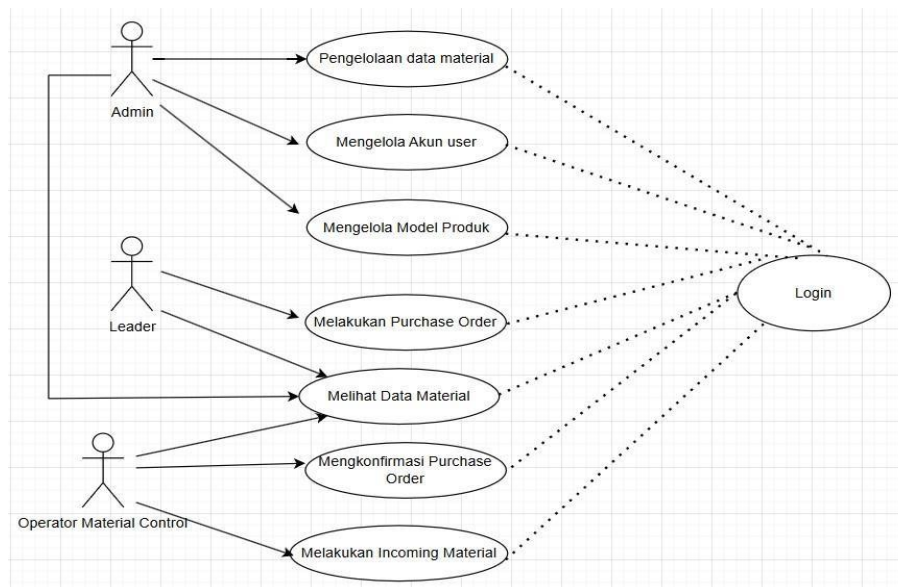 Pengelolaan data material
Admin
Mengelola Akun user
Mengelola Model Produk
Login
Leader
Melakukan Purchase Order
Melihat Data Material
Mengkonfirmasi Purchase
Order
Operator Material Control
Melakukan Incoming Material